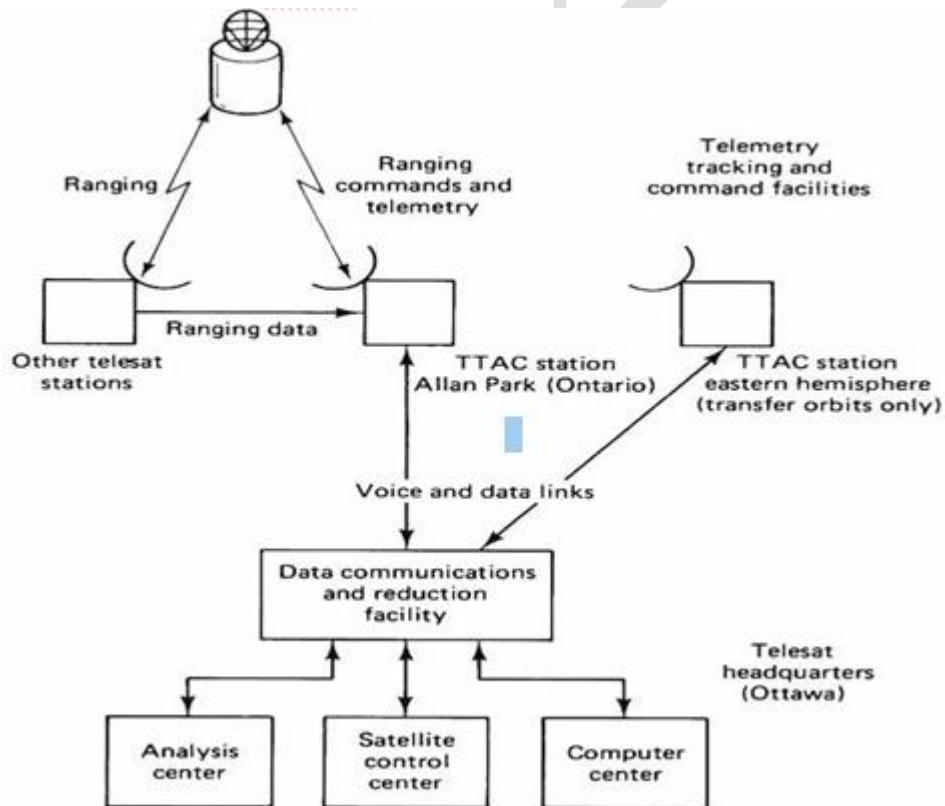 Ranging
Ranging
commands and
telemetry
Telemetry
tracking and
command facilities
Ranging data
Other telesat
stations
TTAC station
Allan Park (Ontario)
TTAC station
eastern hemisphere
(transfer orbits only)
Voice and data links
Data communications
and reduction
facility
Telesat
headquarters
(Ottawa)
Analysis
center
Satellite
control
center
Computer
center